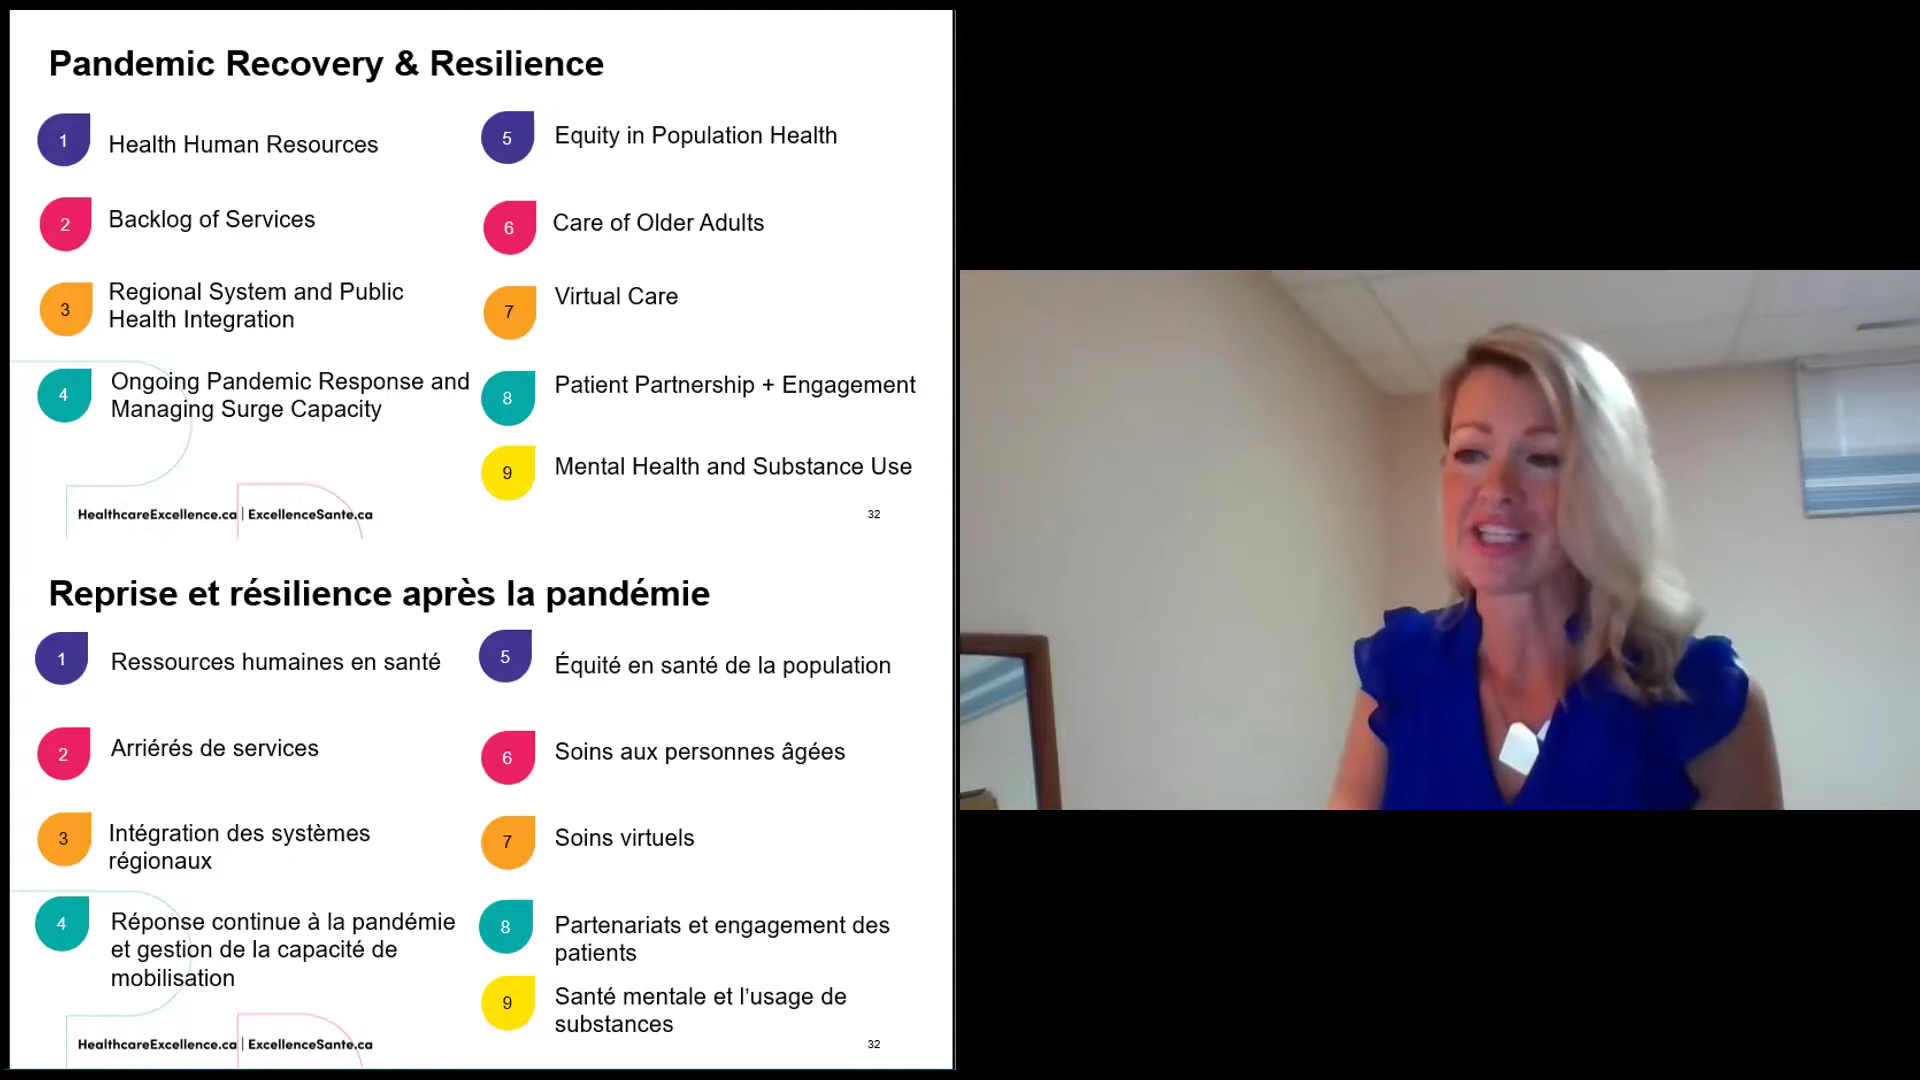 Pandemic Recovery & Resilience
1
Health Human Resources
2
Backlog of Services
3
Regional System and Public
Health Integration
4
Ongoing Pandemic Response and
Managing Surge Capacity
5
Equity in Population Health
6
Care of Older Adults
7
Virtual Care
8
Patient Partnership + Engagement
9
Mental Health and Substance Use
HealthcareExcellence.ca | ExcellenceSante.ca
32
Reprise et résilience après la pandémie
1
Ressources humaines en santé
2
Arriérés de services
3
Intégration des systèmes
régionaux
4
Réponse continue à la pandémie
et gestion de la capacité de
mobilisation
5
Équité en santé de la population
6
Soins aux personnes âgées
7
Soins virtuels
8
Partenariats et engagement des
patients
9
Santé mentale et l’usage de
substances
HealthcareExcellence.ca | ExcellenceSante.ca
32